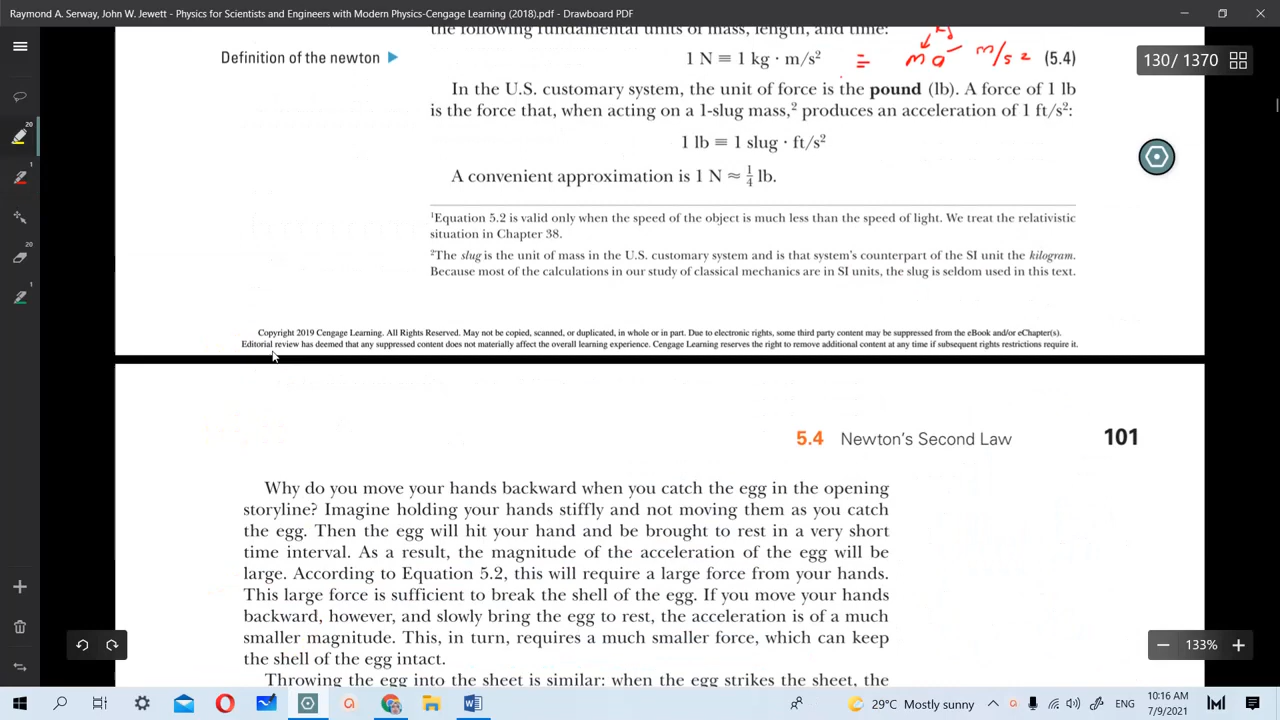 Raymond A. Serway, John W. Jewett - Physics for Scientists and Engineers with Modern Learning (2018).pdf - Drawboard PDF
the following fundamental units of mass, length, and time:
Definition of the newton ▶ 1 N ≡ 1 kg · m/s² = ma m/s² (5.4)
130/ 1370
In the U.S. customary system, the unit of force is the pound (lb). A force of 1 lb
is the force that, when acting on a 1-slug mass,² produces an acceleration of 1 ft/s²:
1 lb ≡ 1 slug · ft/s²
A convenient approximation is 1 N ≈ 1/4 lb.
¹Equation 5.2 is valid only when the speed of the object is much less than the speed of light. We treat the relativistic
situation in Chapter 38.
²The slug is the unit of mass in the U.S. customary system and is that system's counterpart of the SI unit the kilogram.
Because most of the calculations in our study of classical mechanics are in SI units, the slug is seldom used in this text.
Copyright 2019 Cengage Learning. All Rights Reserved. May not be copied, scanned, or duplicated, in whole or in part. Due to electronic rights, some third party content may be suppressed from the eBook and/or eChapter(s).
Editorial review has deemed that any suppressed content does not materially affect the overall learning experience. Cengage Learning reserves the right to remove additional content at any time if subsequent rights restrictions require it.
5.4 Newton's Second Law 101
Why do you move your hands backward when you catch the egg in the opening
storyline? Imagine holding your hands stiffly and not moving them as you catch
the egg. Then the egg will hit your hand and be brought to rest in a very short
time interval. As a result, the magnitude of the acceleration of the egg will be
large. According to Equation 5.2, this will require a large force from your hands.
This large force is sufficient to break the shell of the egg. If you move your hands
backward, however, and slowly bring the egg to rest, the acceleration is of a much
smaller magnitude. This, in turn, requires a much smaller force, which can keep
the shell of the egg intact.
Throwing the egg into the sheet is similar: when the egg strikes the sheet, the
20
1
20
1
133%
29°C Mostly sunny
ENG
10:16 AM
7/9/2021